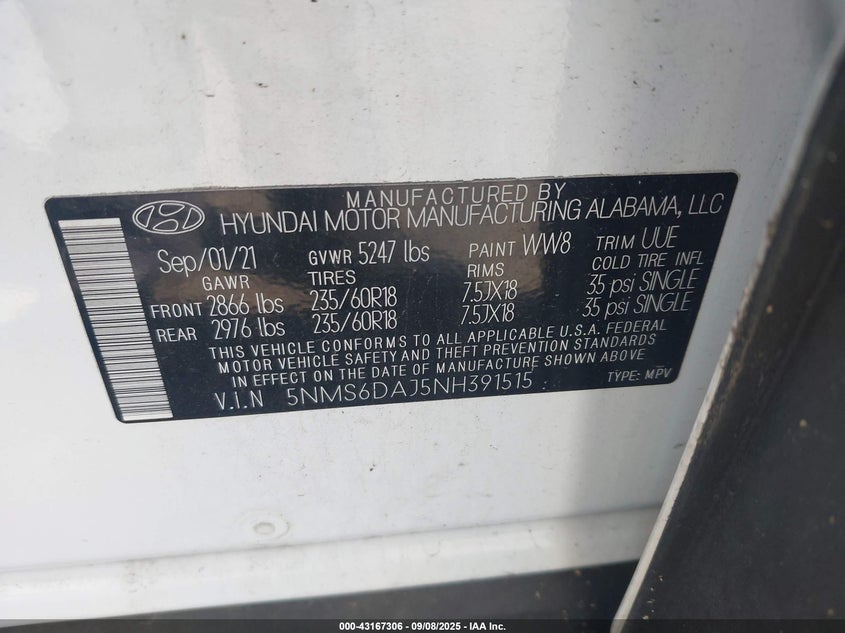 MANUFACTURED BY
HYUNDAI MOTOR MANUFACTURING ALABAMA, LLC
Sep/01/21 GVWR 5247 lbs PAINT WW8 TRIM UUE
GAWR TIRES RIMS COLD TIRE INFL
FRONT 2866 lbs 235/60R18 7.5JX18 35 psi SINGLE
REAR 2976 lbs 235/60R18 7.5JX18 35 psi SINGLE
THIS VEHICLE CONFORMS TO ALL APPLICABLE U.S.A. FEDERAL
MOTOR VEHICLE SAFETY AND THEFT PREVENTION STANDARDS
IN EFFECT ON THE DATE OF MANUFACTURE SHOWN ABOVE
V.I.N 5NMS6DAJ5NH391515 TYPE: MPV
000-43167306 - 09/08/2025 - IAA Inc.